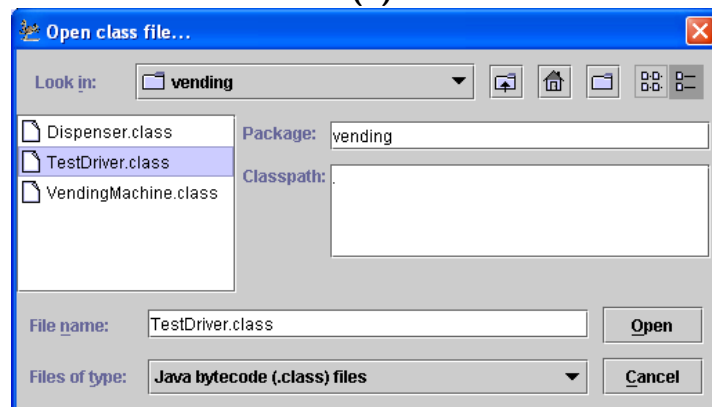 Open class file...
Look in: vending
Dispenser.class
TestDriver.class
VendingMachine.class
Package: vending
Classpath: .
File name: TestDriver.class
Open
Files of type: Java bytecode (.class) files
Cancel